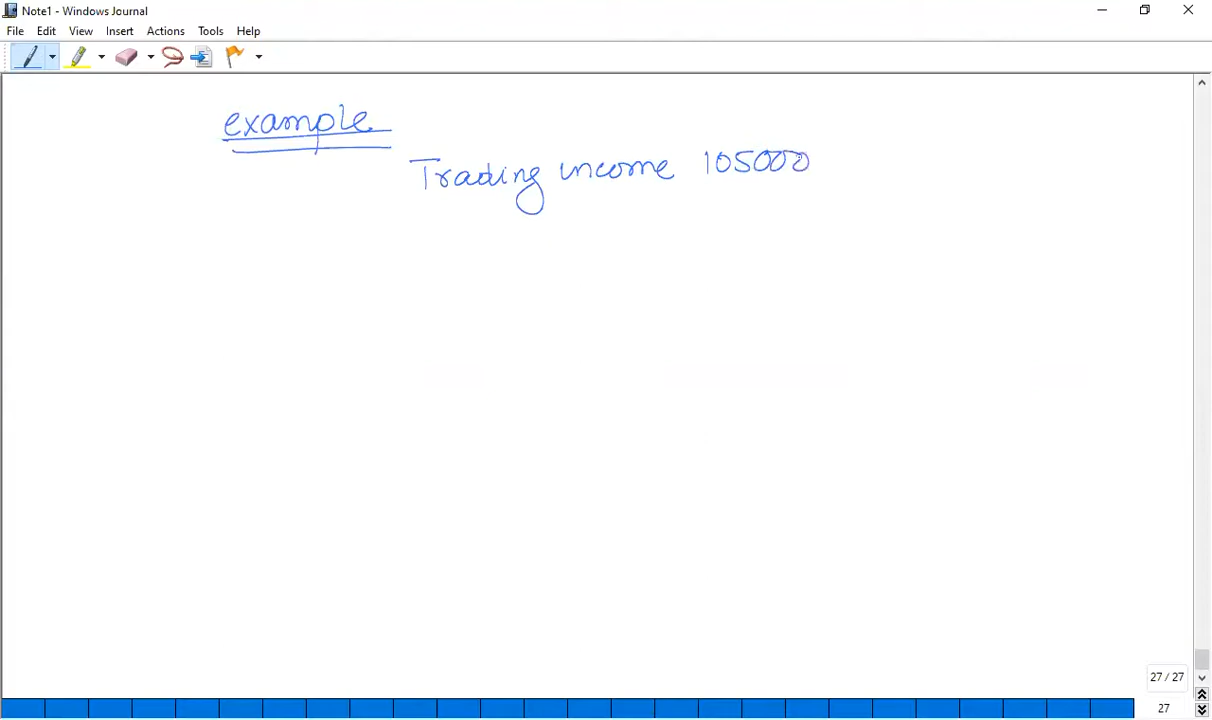 Note1 - Windows Journal
File Edit View Insert Actions Tools Help
example
Trading income 105000
27 / 27
27